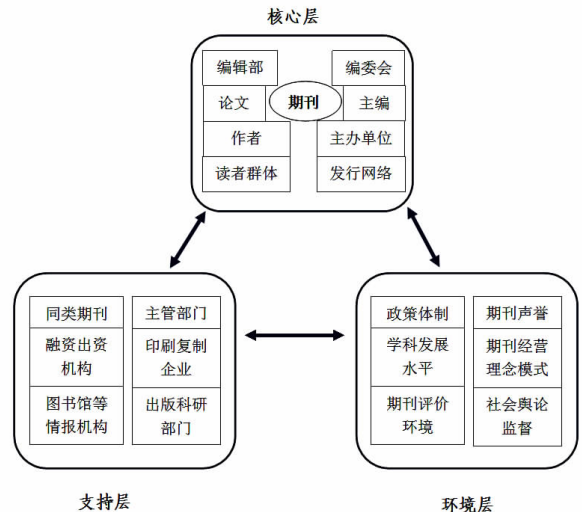 核心层
编辑部
编委会
论文
期刊
主编
作者
主办单位
读者群体
发行网络
同类期刊
主管部门
融资出资
机构
印刷复制
企业
图书馆等
情报机构
出版科研
部门
政策体制
期刊声誉
学科发展
水平
期刊经营
理念模式
期刊评价
环境
社会舆论
监督
支持层
环境层